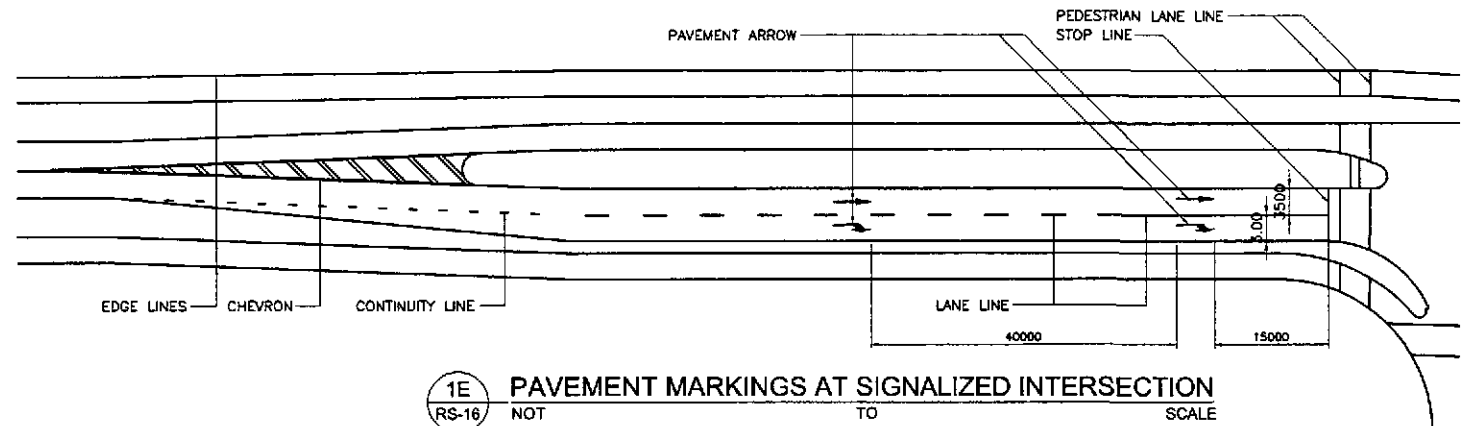 PEDESTRIAN LANE LINE
PAVEMENT ARROW
STOP LINE
3500
3.00
EDGE LINES
CHEVRON
CONTINUITY LINE
LANE LINE
40000
15000
1E
RS-16
PAVEMENT MARKINGS AT SIGNALIZED INTERSECTION
NOT TO SCALE